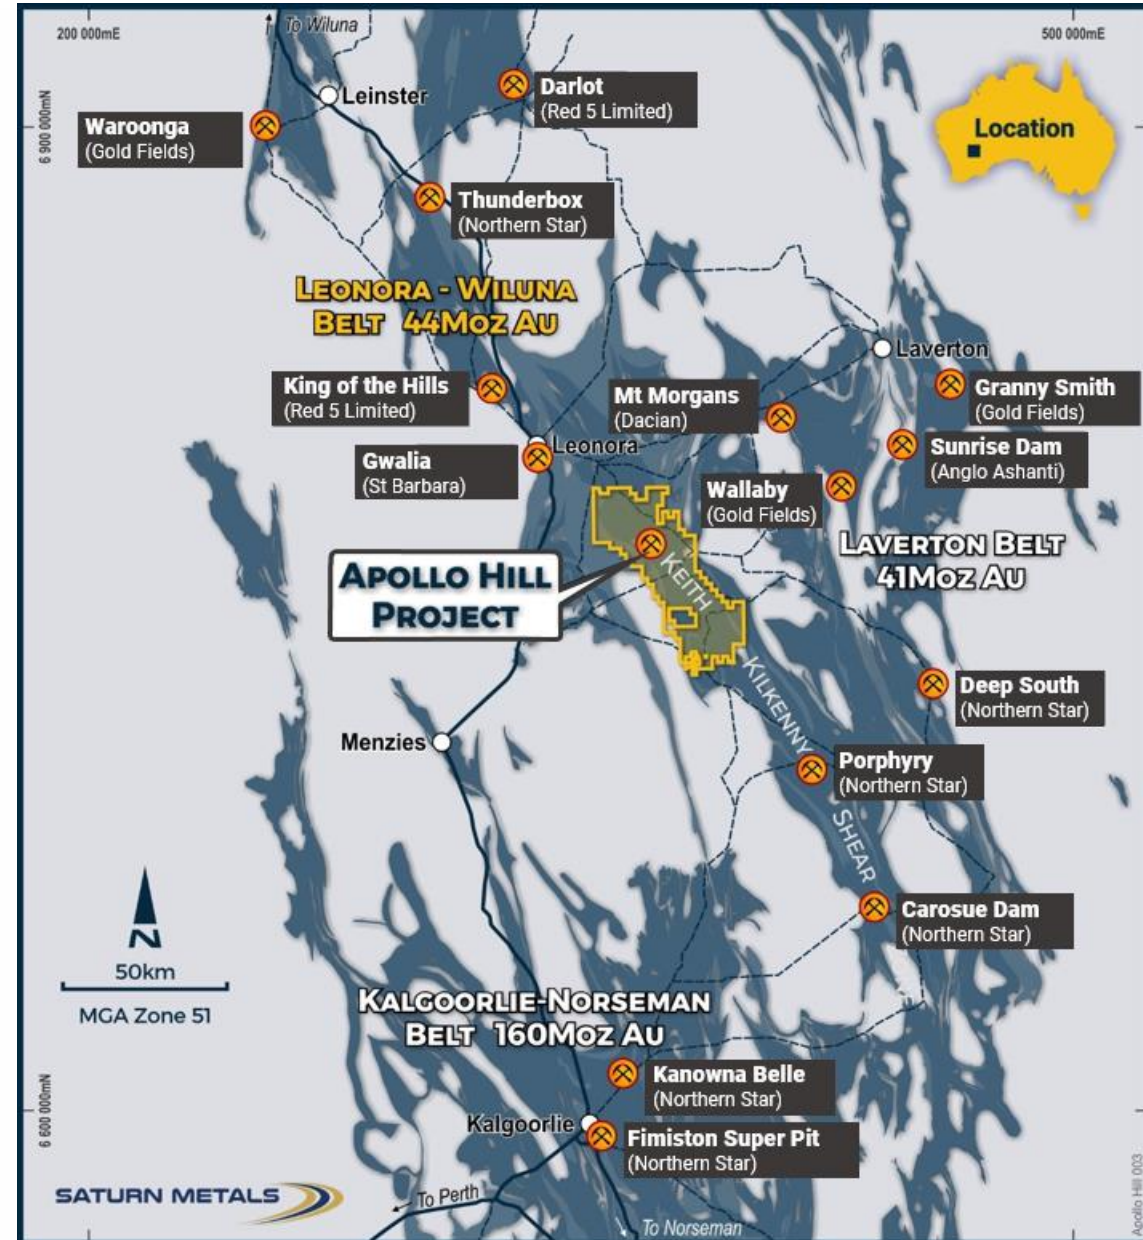 200 000mE
To Wiluna
500 000mE
Leinster
Darlot
(Red 5 Limited)
Waroonga
(Gold Fields)
6 900 000mN
Location
Thunderbox
(Northern Star)
LEONORA - WILUNA
BELT 44MOZ AU
Laverton
King of the Hills
(Red 5 Limited)
Mt Morgans
(Dacian)
Granny Smith
(Gold Fields)
Leonora
Sunrise Dam
(Anglo Ashanti)
Gwalia
(St Barbara)
Wallaby
(Gold Fields)
LAVERTON BELT
41MOZ AU
APOLLO HILL
PROJECT
KEITH
KILKENNY
SHEAR
Deep South
(Northern Star)
Menzies
Porphyry
(Northern Star)
Carosue Dam
(Northern Star)
N
50km
MGA Zone 51
KALGOORLIE-NORSEMAN
BELT 160MOZ AU
Kanowna Belle
(Northern Star)
6 600 000mN
Kalgoorlie
Fimiston Super Pit
(Northern Star)
SATURN METALS
To Perth
To Norseman
Apollo Hill 003